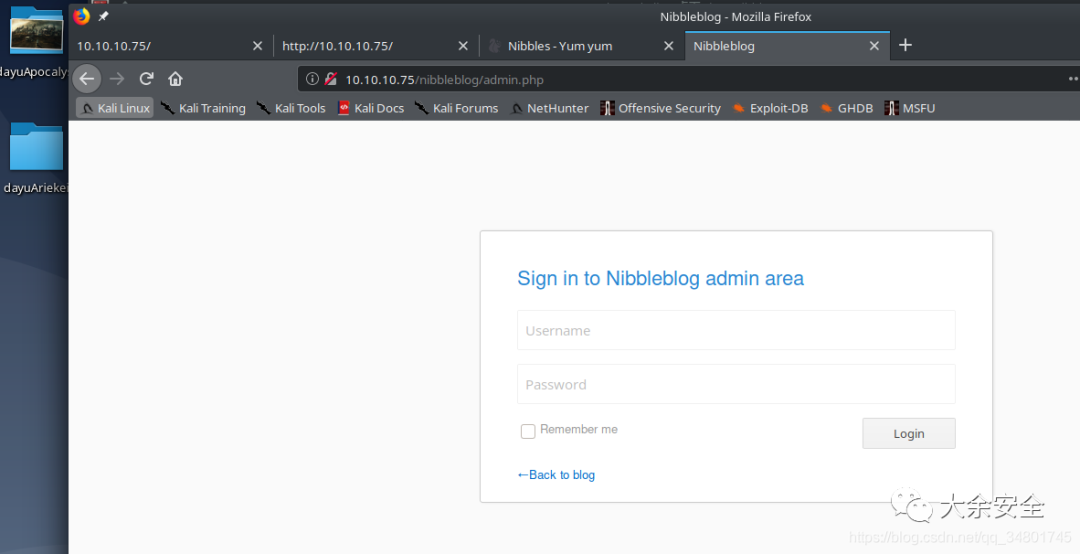 Nibbleblog - Mozilla Firefox
10.10.10.75/
http://10.10.10.75/
Nibbles - Yum yum
Nibbleblog
dayuApocaly
10.10.10.75/nibbleblog/admin.php
Kali Linux Kali Training Kali Tools Kali Docs Kali Forums NetHunter Offensive Security Exploit-DB GHDB MSFU
dayuAriekei
Sign in to Nibbleblog admin area
Username
Password
Remember me
Login
←Back to blog
大余安全
https://blog.csdn.net/qq_34801745